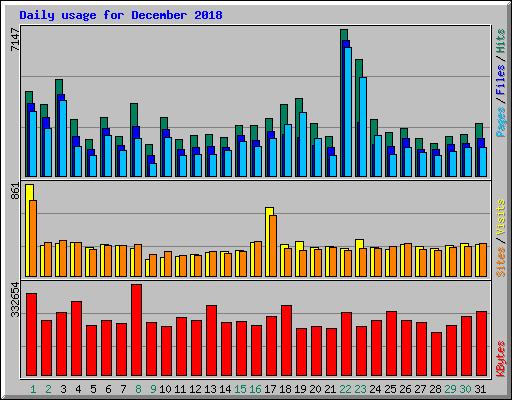 Daily usage for December 2018
7147
Pages / Files / Hits
861
Sites / Visits
332654
KBytes
1 2 3 4 5 6 7 8 9 10 11 12 13 14 15 16 17 18 19 20 21 22 23 24 25 26 27 28 29 30 31